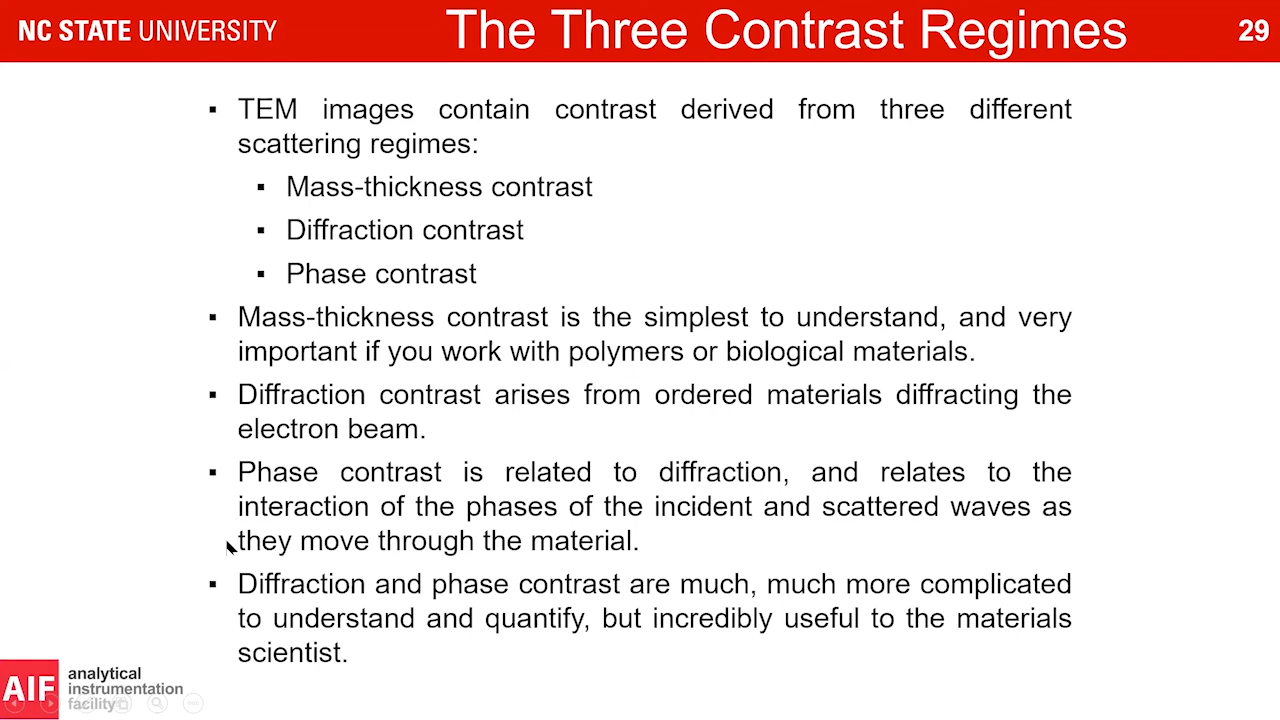 NC STATE UNIVERSITY
The Three Contrast Regimes
29
▪ TEM images contain contrast derived from three different
scattering regimes:
▪ Mass-thickness contrast
▪ Diffraction contrast
▪ Phase contrast
▪ Mass-thickness contrast is the simplest to understand, and very
important if you work with polymers or biological materials.
▪ Diffraction contrast arises from ordered materials diffracting the
electron beam.
▪ Phase contrast is related to diffraction, and relates to the
interaction of the phases of the incident and scattered waves as
they move through the material.
▪ Diffraction and phase contrast are much, much more complicated
to understand and quantify, but incredibly useful to the materials
scientist.
AIF
analytical
instrumentation
facility